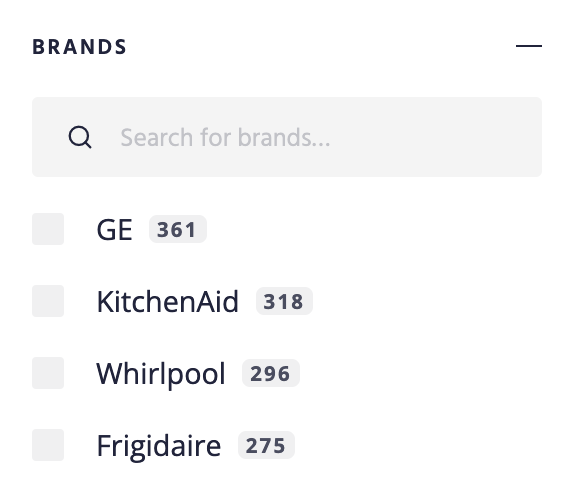 BRANDS
Search for brands...
GE 361
KitchenAid 318
Whirlpool 296
Frigidaire 275